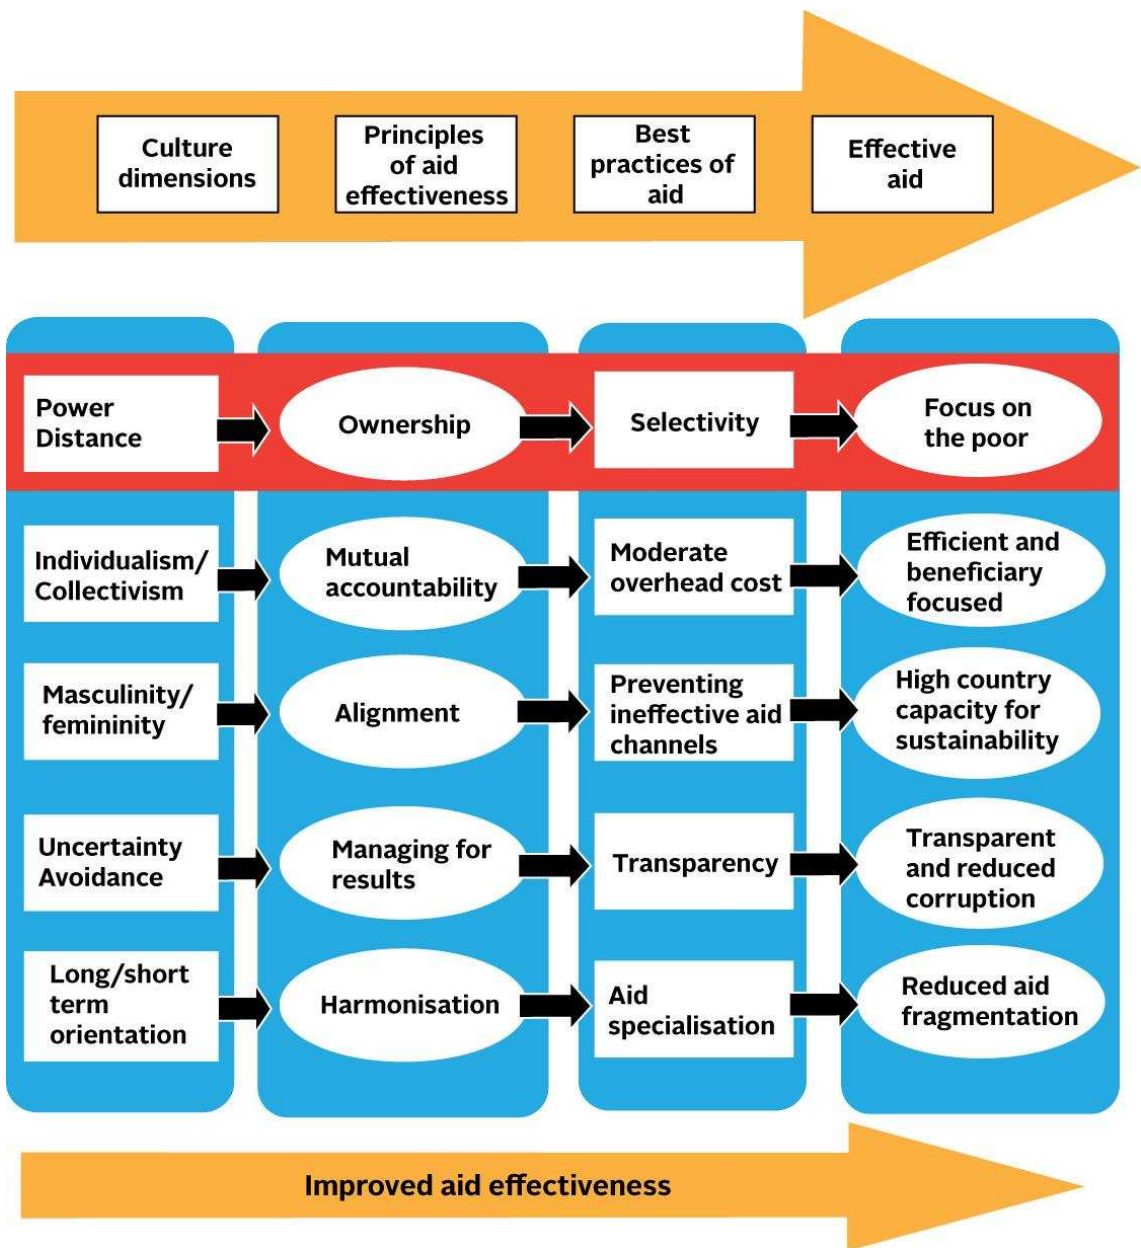 Culture
dimensions
Principles
of aid
effectiveness
Best
practices of
aid
Effective
aid
Power
Distance
Ownership
Selectivity
Focus on
the poor
Individualism/
Collectivism
Mutual
accountability
Moderate
overhead cost
Efficient and
beneficiary
focused
Masculinity/
femininity
Alignment
Preventing
ineffective aid
channels
High country
capacity for
sustainability
Uncertainty
Avoidance
Managing for
results
Transparency
Transparent
and reduced
corruption
Long/short
term
orientation
Harmonisation
Aid
specialisation
Reduced aid
fragmentation
Improved aid effectiveness